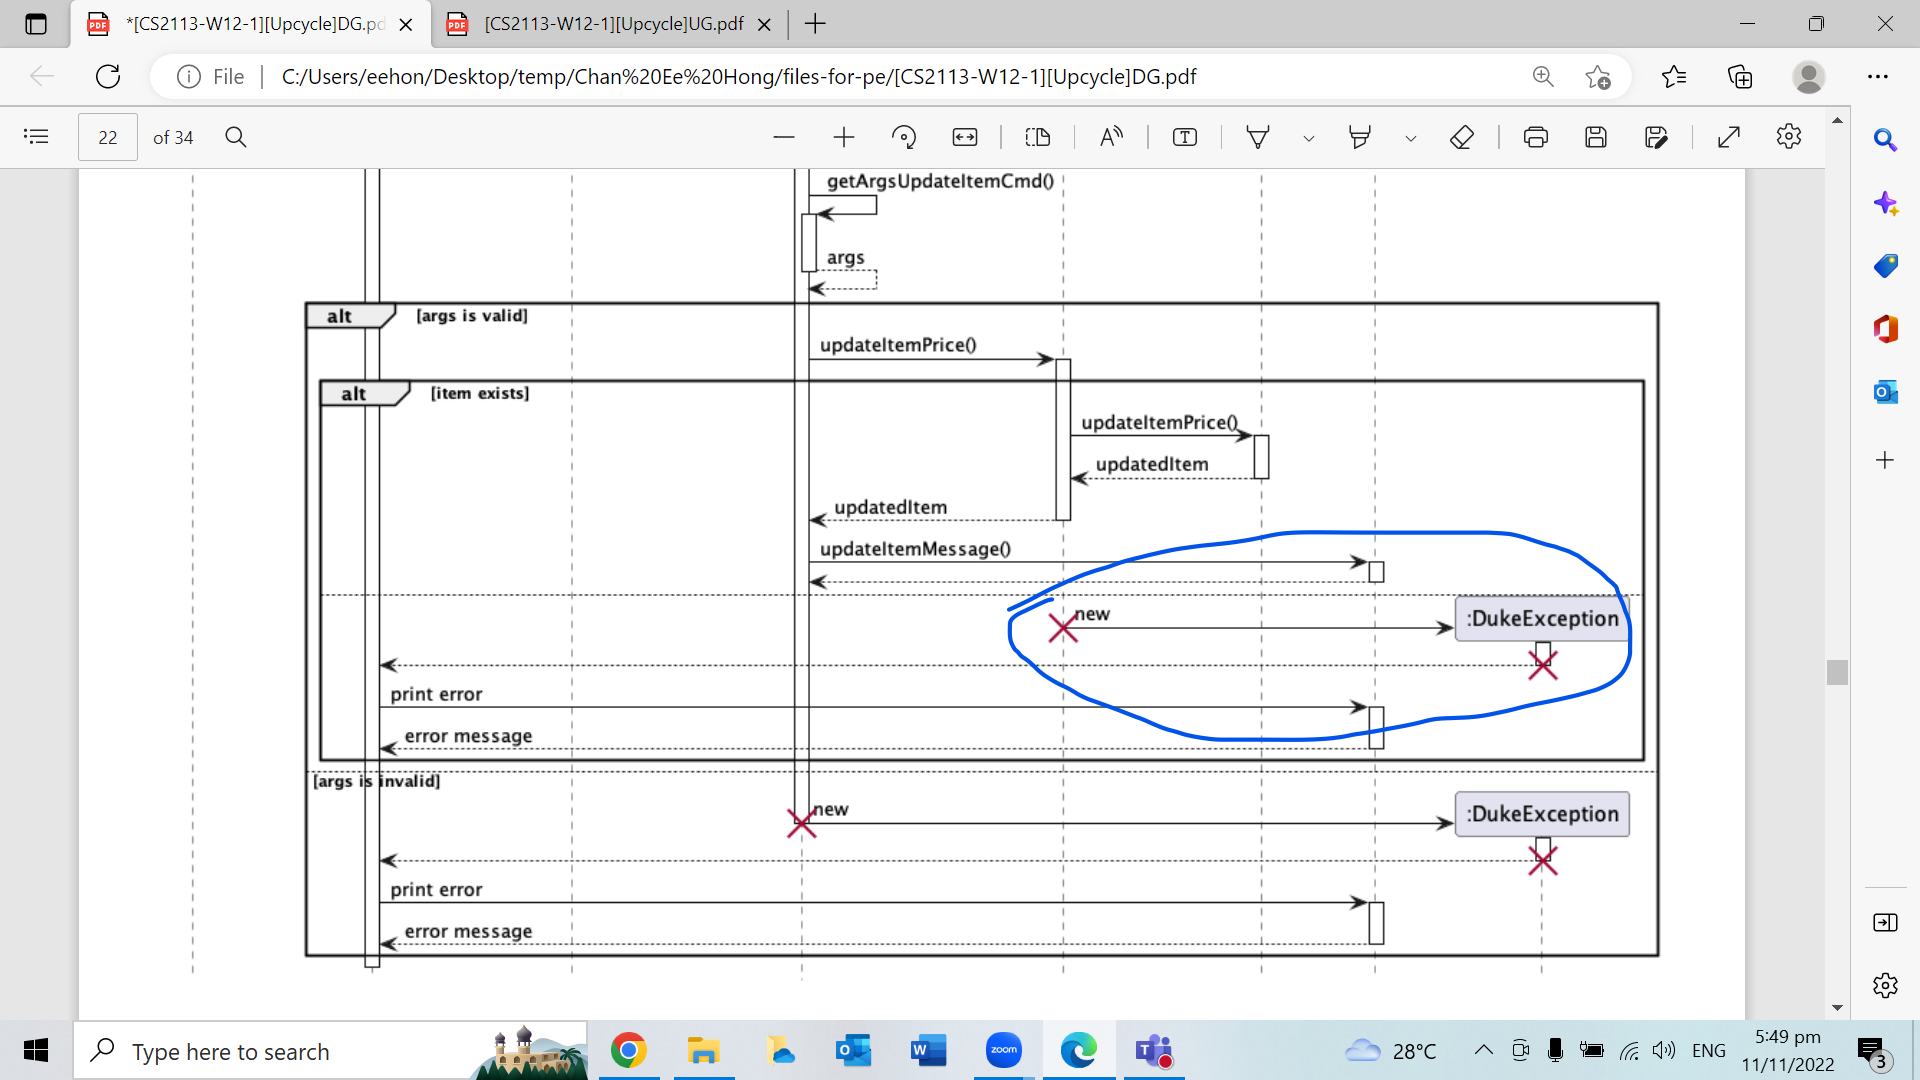 *[CS2113-W12-1][Upcycle]DG.pd
[CS2113-W12-1][Upcycle]UG.pdf
File
C:/Users/eehon/Desktop/temp/Chan%20Ee%20Hong/files-for-pe/[CS2113-W12-1][Upcycle]DG.pdf
22
of 34
getArgsUpdateItemCmd()
args
alt
[args is valid]
updateItemPrice()
alt
[item exists]
updateItemPrice()
updatedItem
updatedItem
updateItemMessage()
new
:DukeException
print error
error message
[args is invalid]
new
:DukeException
print error
error message
Type here to search
zoom
28°C
ENG
5:49 pm
11/11/2022
3